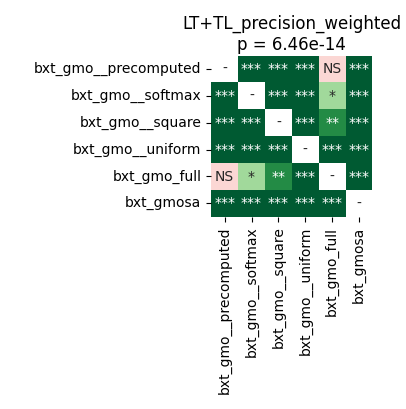 LT+TL_precision_weighted
p = 6.46e-14
bxt_gmo__precomputed - *** *** *** NS ***
bxt_gmo__softmax *** - *** *** * ***
bxt_gmo__square *** *** - *** ** ***
bxt_gmo__uniform *** *** *** - *** ***
bxt_gmo_full NS * ** *** - ***
bxt_gmosa *** *** *** *** *** -
bxt_gmo__precomputed
bxt_gmo__softmax
bxt_gmo__square
bxt_gmo__uniform
bxt_gmo_full
bxt_gmosa